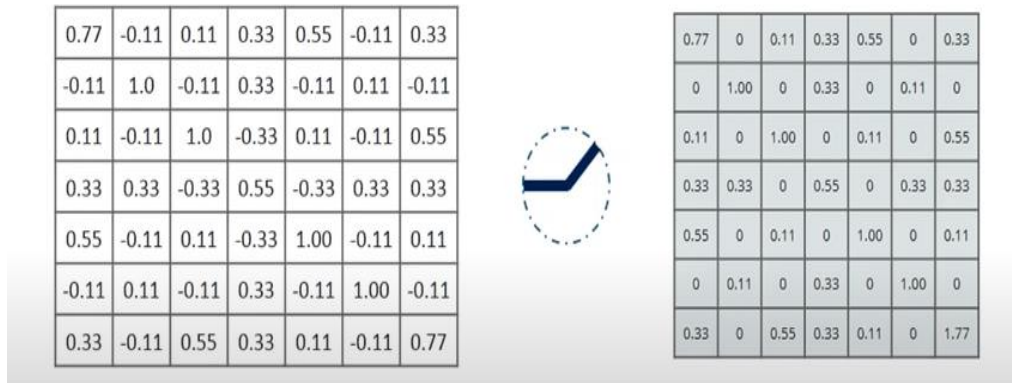 0.77 -0.11 0.11 0.33 0.55 -0.11 0.33
-0.11 1.0 -0.11 0.33 -0.11 0.11 -0.11
0.11 -0.11 1.0 -0.33 0.11 -0.11 0.55
0.33 0.33 -0.33 0.55 -0.33 0.33 0.33
0.55 -0.11 0.11 -0.33 1.00 -0.11 0.11
-0.11 0.11 -0.11 0.33 -0.11 1.00 -0.11
0.33 -0.11 0.55 0.33 0.11 -0.11 0.77
0.77 0 0.11 0.33 0.55 0 0.33
0 1.00 0 0.33 0 0.11 0
0.11 0 1.00 0 0.11 0 0.55
0.33 0.33 0 0.55 0 0.33 0.33
0.55 0 0.11 0 1.00 0 0.11
0 0.11 0 0.33 0 1.00 0
0.33 0 0.55 0.33 0.11 0 1.77